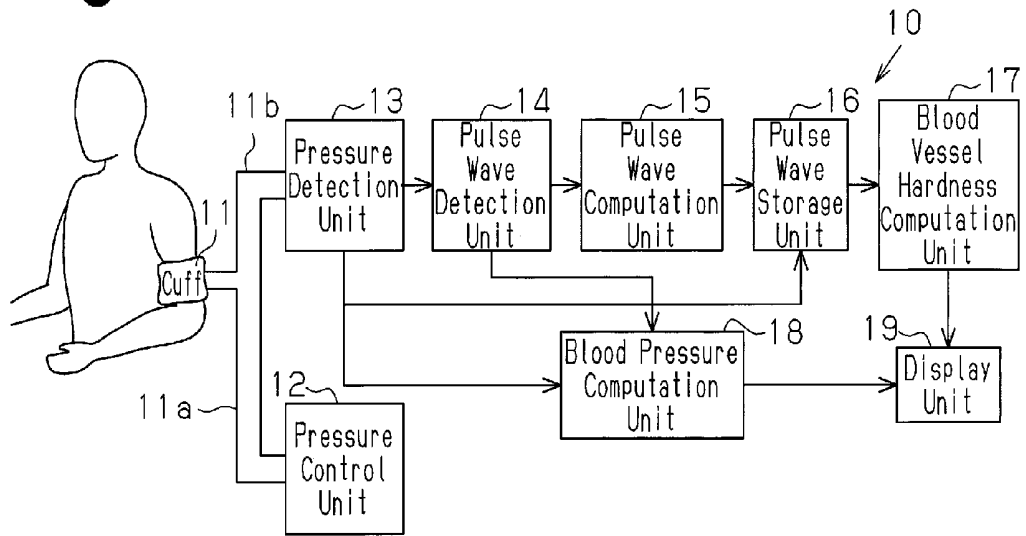 10
11b
13
Pressure
Detection
Unit
14
Pulse
Wave
Detection
Unit
15
Pulse
Wave
Computation
Unit
16
Pulse
Wave
Storage
Unit
17
Blood
Vessel
Hardness
Computation
Unit
11
Cuff
11a
12
Pressure
Control
Unit
18
Blood Pressure
Computation
Unit
19
Display
Unit